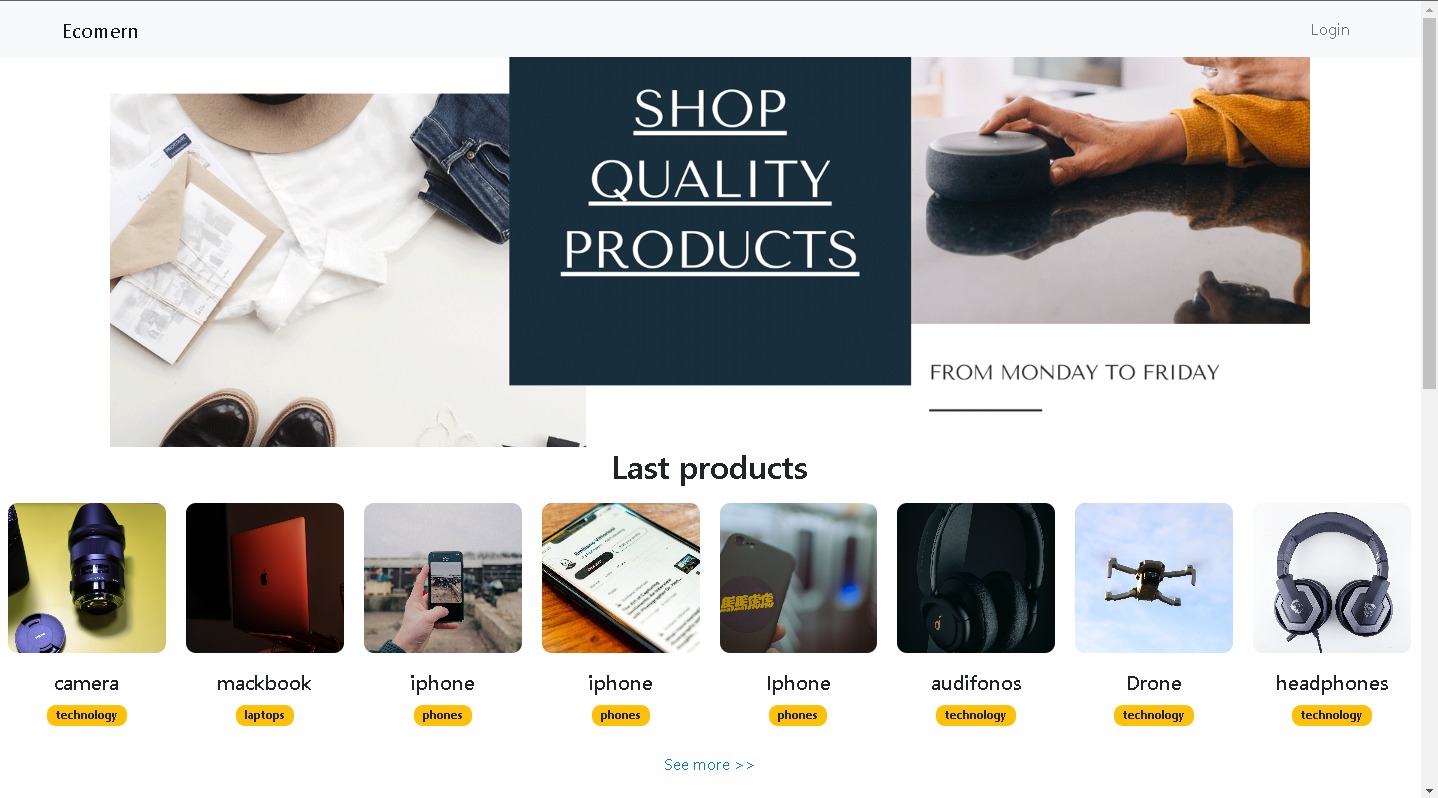 Ecomern
Login
SHOP
QUALITY
PRODUCTS
FROM MONDAY TO FRIDAY
Last products
camera
technology
mackbook
laptops
iphone
phones
iphone
phones
Iphone
phones
audifonos
technology
Drone
technology
headphones
technology
See more >>